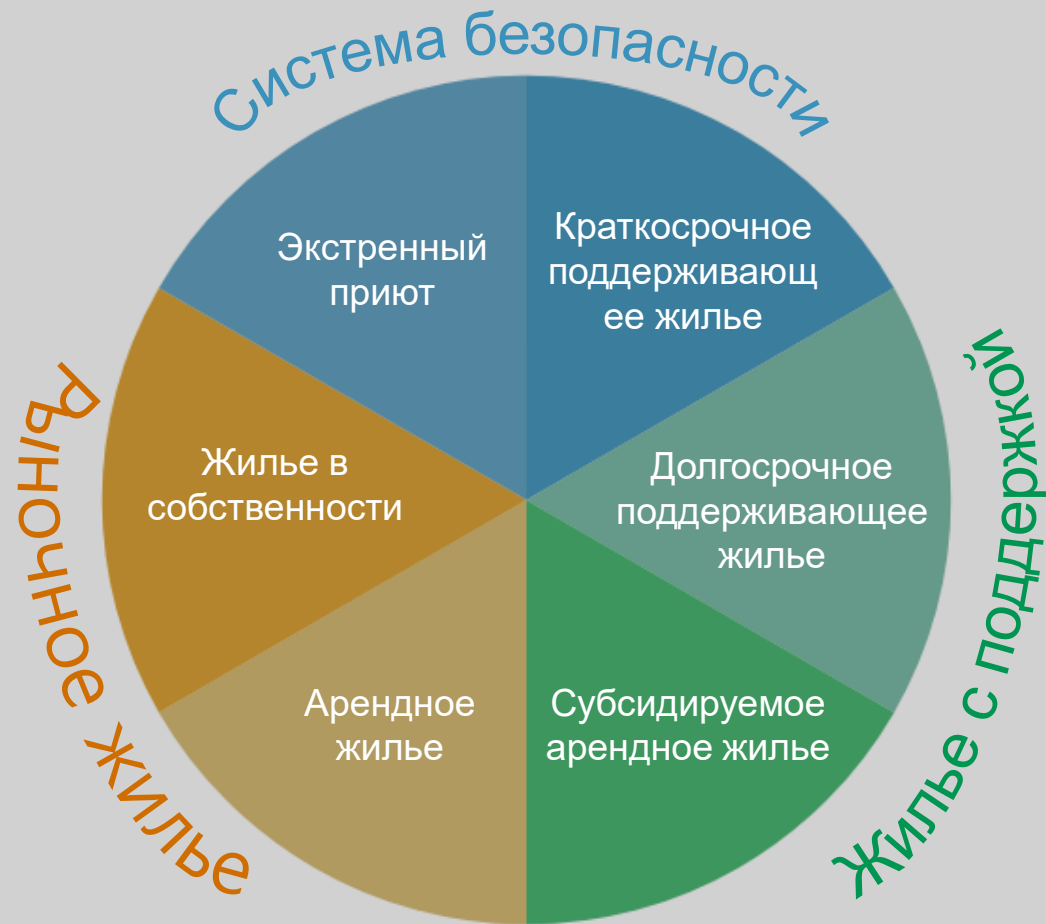 Система безопасности
Экстренный
приют
Краткосрочное
поддерживающ
ее жилье
Жилье в
собственности
Долгосрочное
поддерживающее
жилье
Арендное
жилье
Субсидируемое
арендное жилье
Рыночное жилье
Жилье с поддержкой